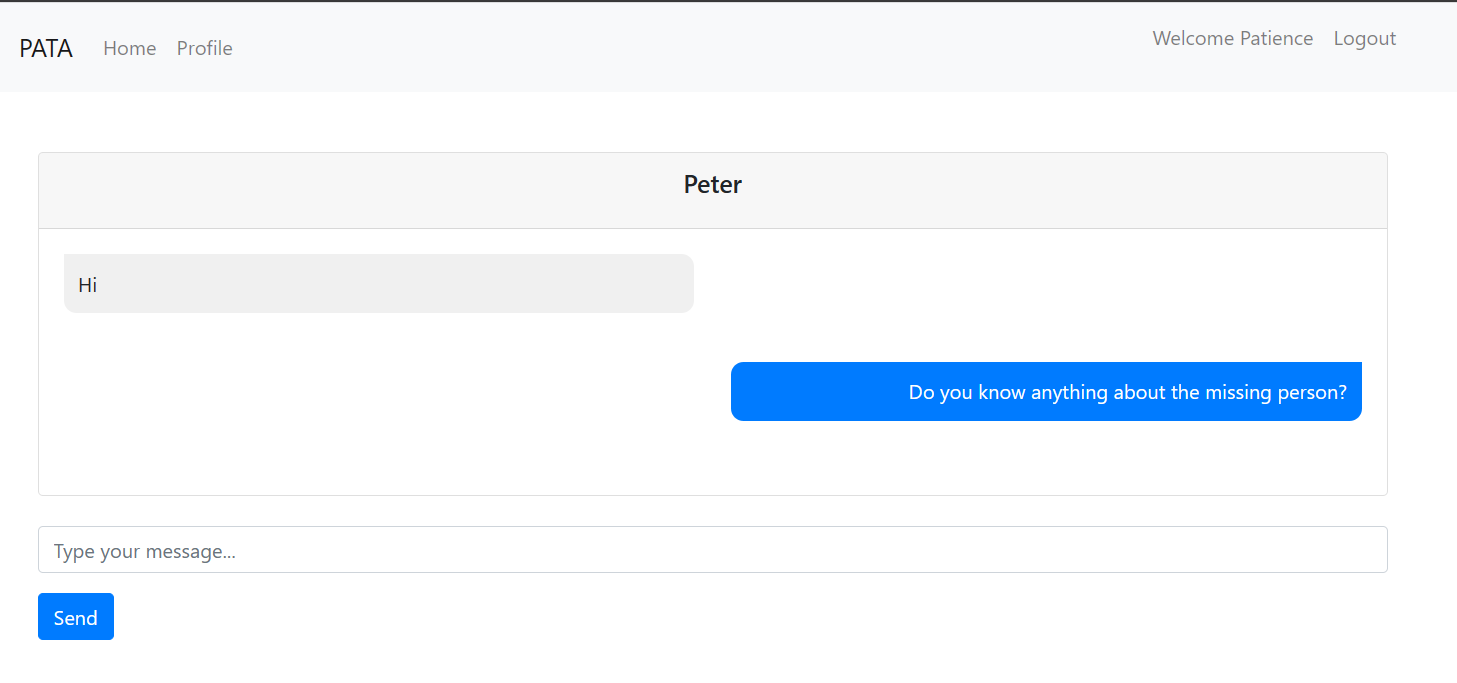 PATA Home Profile Welcome Patience Logout
Peter
Hi
Do you know anything about the missing person?
Type your message...
Send